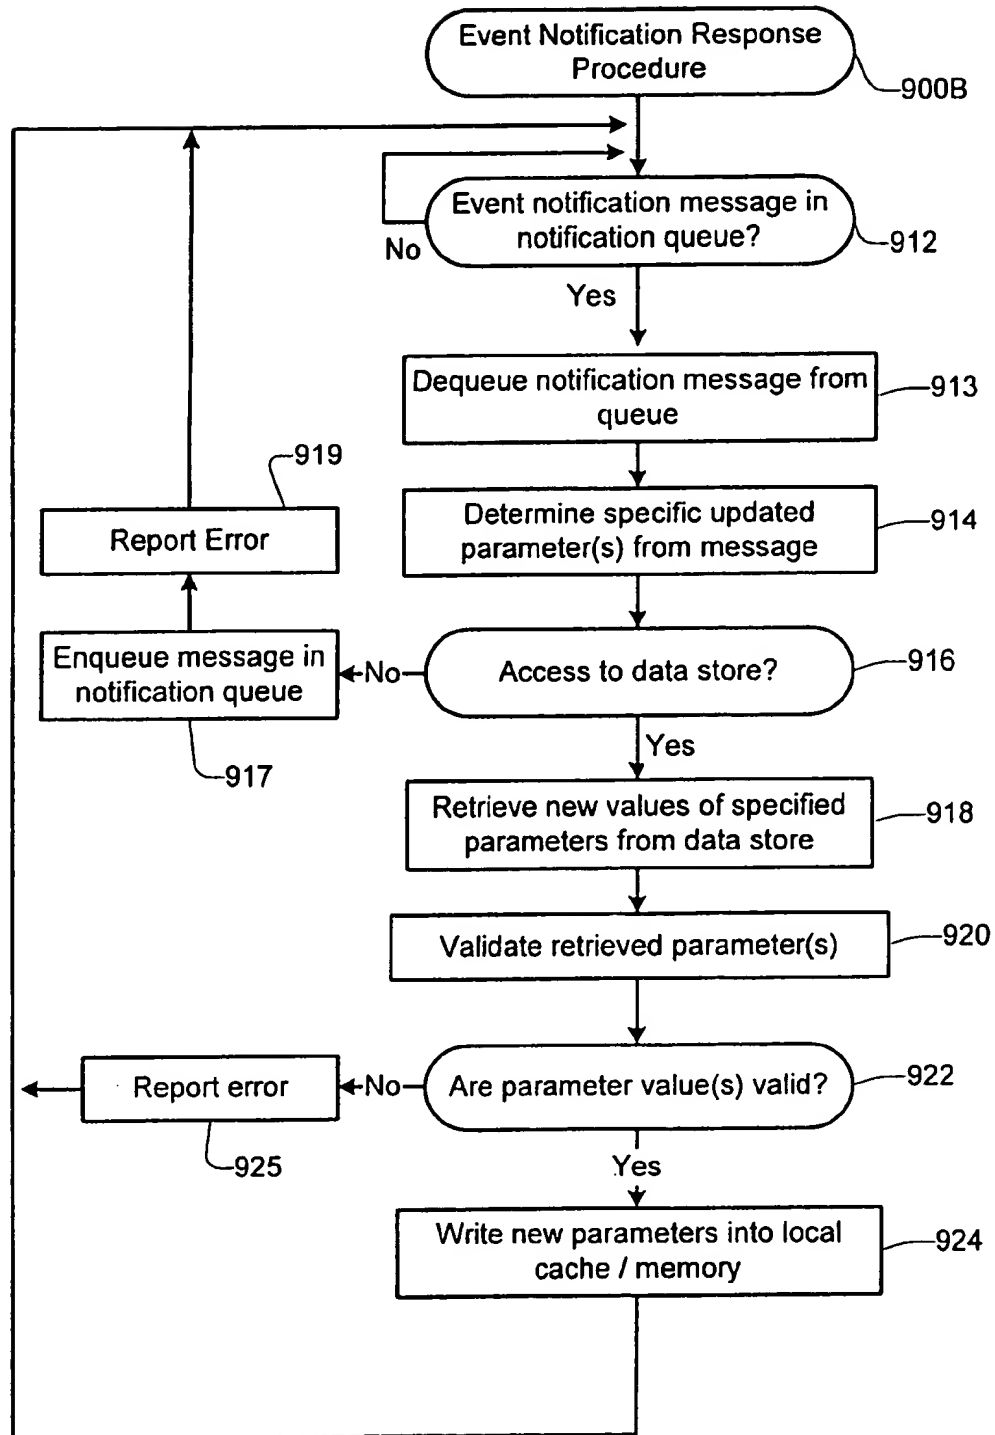 Event Notification Response
Procedure
900B
Event notification message in
notification queue?
912
No
Yes
Dequeue notification message from
queue
913
919
Report Error
Determine specific updated
parameter(s) from message
914
Enqueue message in
notification queue
917
No
Access to data store?
916
Yes
Retrieve new values of specified
parameters from data store
918
Validate retrieved parameter(s)
920
Report error
925
No
Are parameter value(s) valid?
922
Yes
Write new parameters into local
cache / memory
924